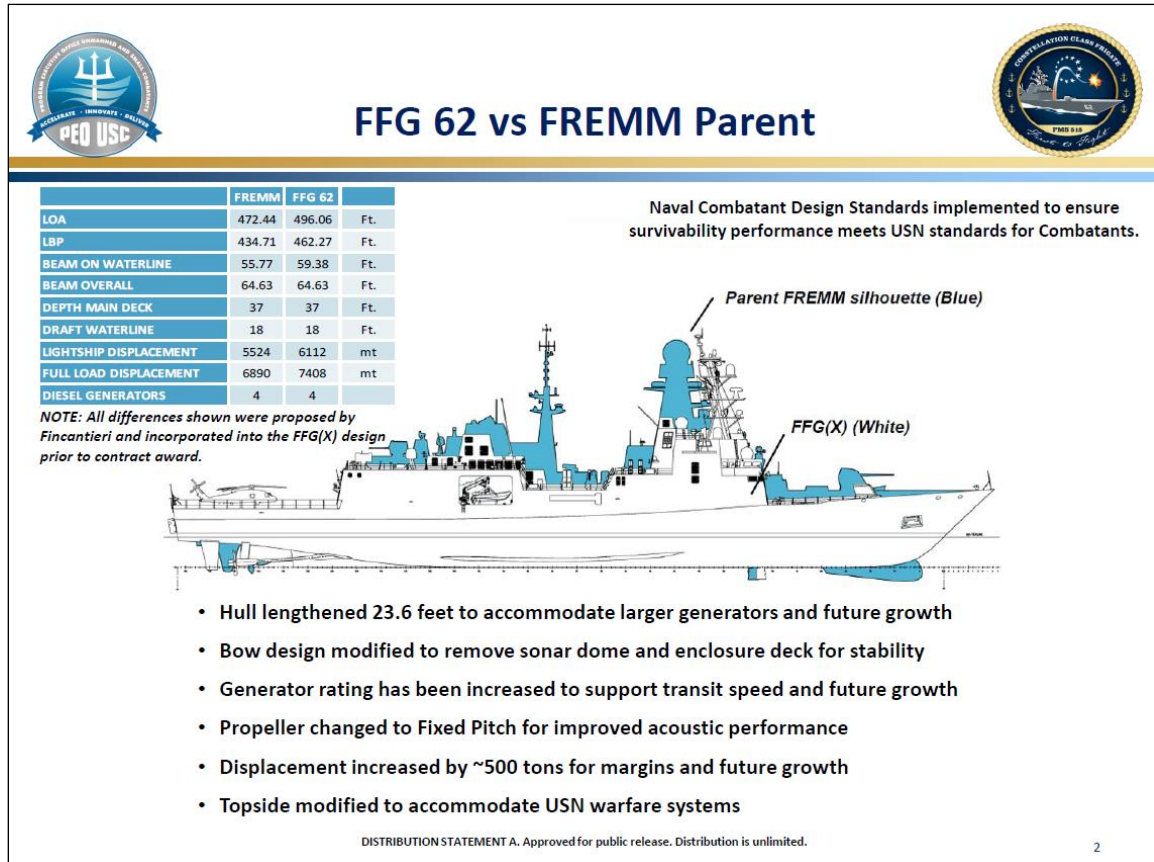 PROGRAM EXECUTIVE OFFICE UNMANNED AND SMALL COMBATANTS
ACCELERATE · INNOVATE · DELIVER
PEO USC
CONSTELLATION CLASS FRIGATE
PMS 515
FFG 62 vs FREMM Parent
FREMM FFG 62
LOA 472.44 496.06 Ft.
LBP 434.71 462.27 Ft.
BEAM ON WATERLINE 55.77 59.38 Ft.
BEAM OVERALL 64.63 64.63 Ft.
DEPTH MAIN DECK 37 37 Ft.
DRAFT WATERLINE 18 18 Ft.
LIGHTSHIP DISPLACEMENT 5524 6112 mt
FULL LOAD DISPLACEMENT 6890 7408 mt
DIESEL GENERATORS 4 4
NOTE: All differences shown were proposed by
Fincantieri and incorporated into the FFG(X) design
prior to contract award.
Naval Combatant Design Standards implemented to ensure
survivability performance meets USN standards for Combatants.
Parent FREMM silhouette (Blue)
FFG(X) (White)
• Hull lengthened 23.6 feet to accommodate larger generators and future growth
• Bow design modified to remove sonar dome and enclosure deck for stability
• Generator rating has been increased to support transit speed and future growth
• Propeller changed to Fixed Pitch for improved acoustic performance
• Displacement increased by ~500 tons for margins and future growth
• Topside modified to accommodate USN warfare systems
DISTRIBUTION STATEMENT A. Approved for public release. Distribution is unlimited.
2